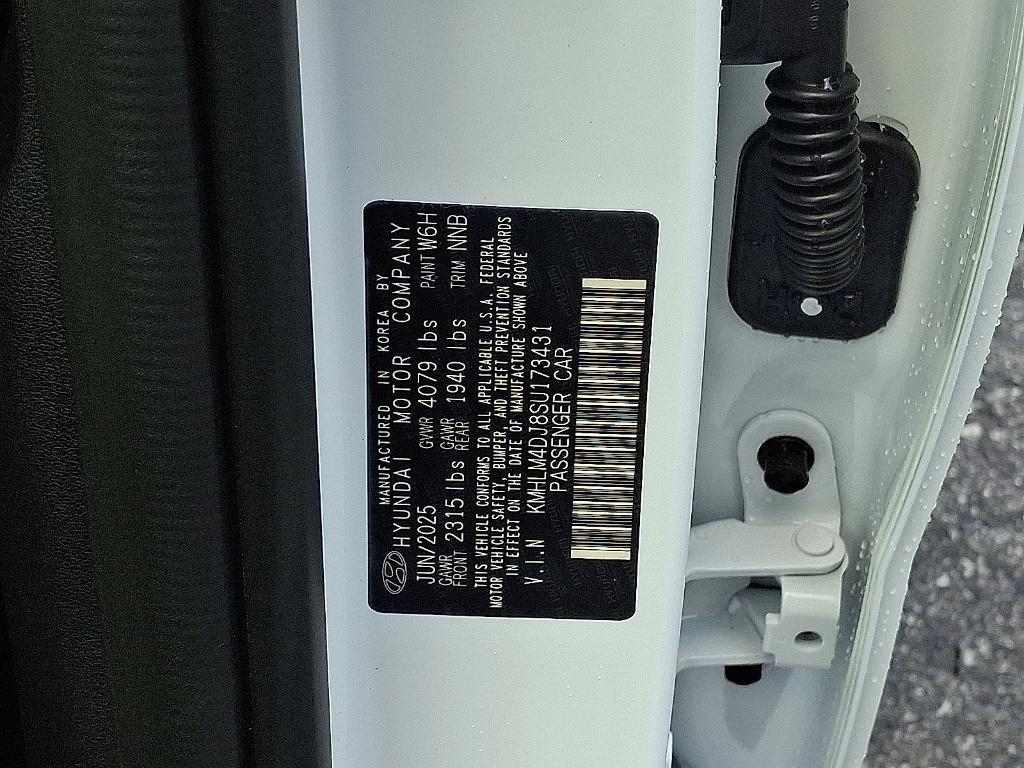 MANUFACTURED IN KOREA BY
HYUNDAI MOTOR COMPANY
JUN/2025 GVWR 4079 lbs PAINT W6H
GAWR FRONT 2315 lbs GAWR REAR 1940 lbs TRIM NNB
THIS VEHICLE CONFORMS TO ALL APPLICABLE U.S.A. FEDERAL
MOTOR VEHICLE SAFETY, BUMPER, AND THEFT PREVENTION STANDARDS
IN EFFECT ON THE DATE OF MANUFACTURE SHOWN ABOVE
V.I.N KMHLM4DJ8SU173431
PASSENGER CAR